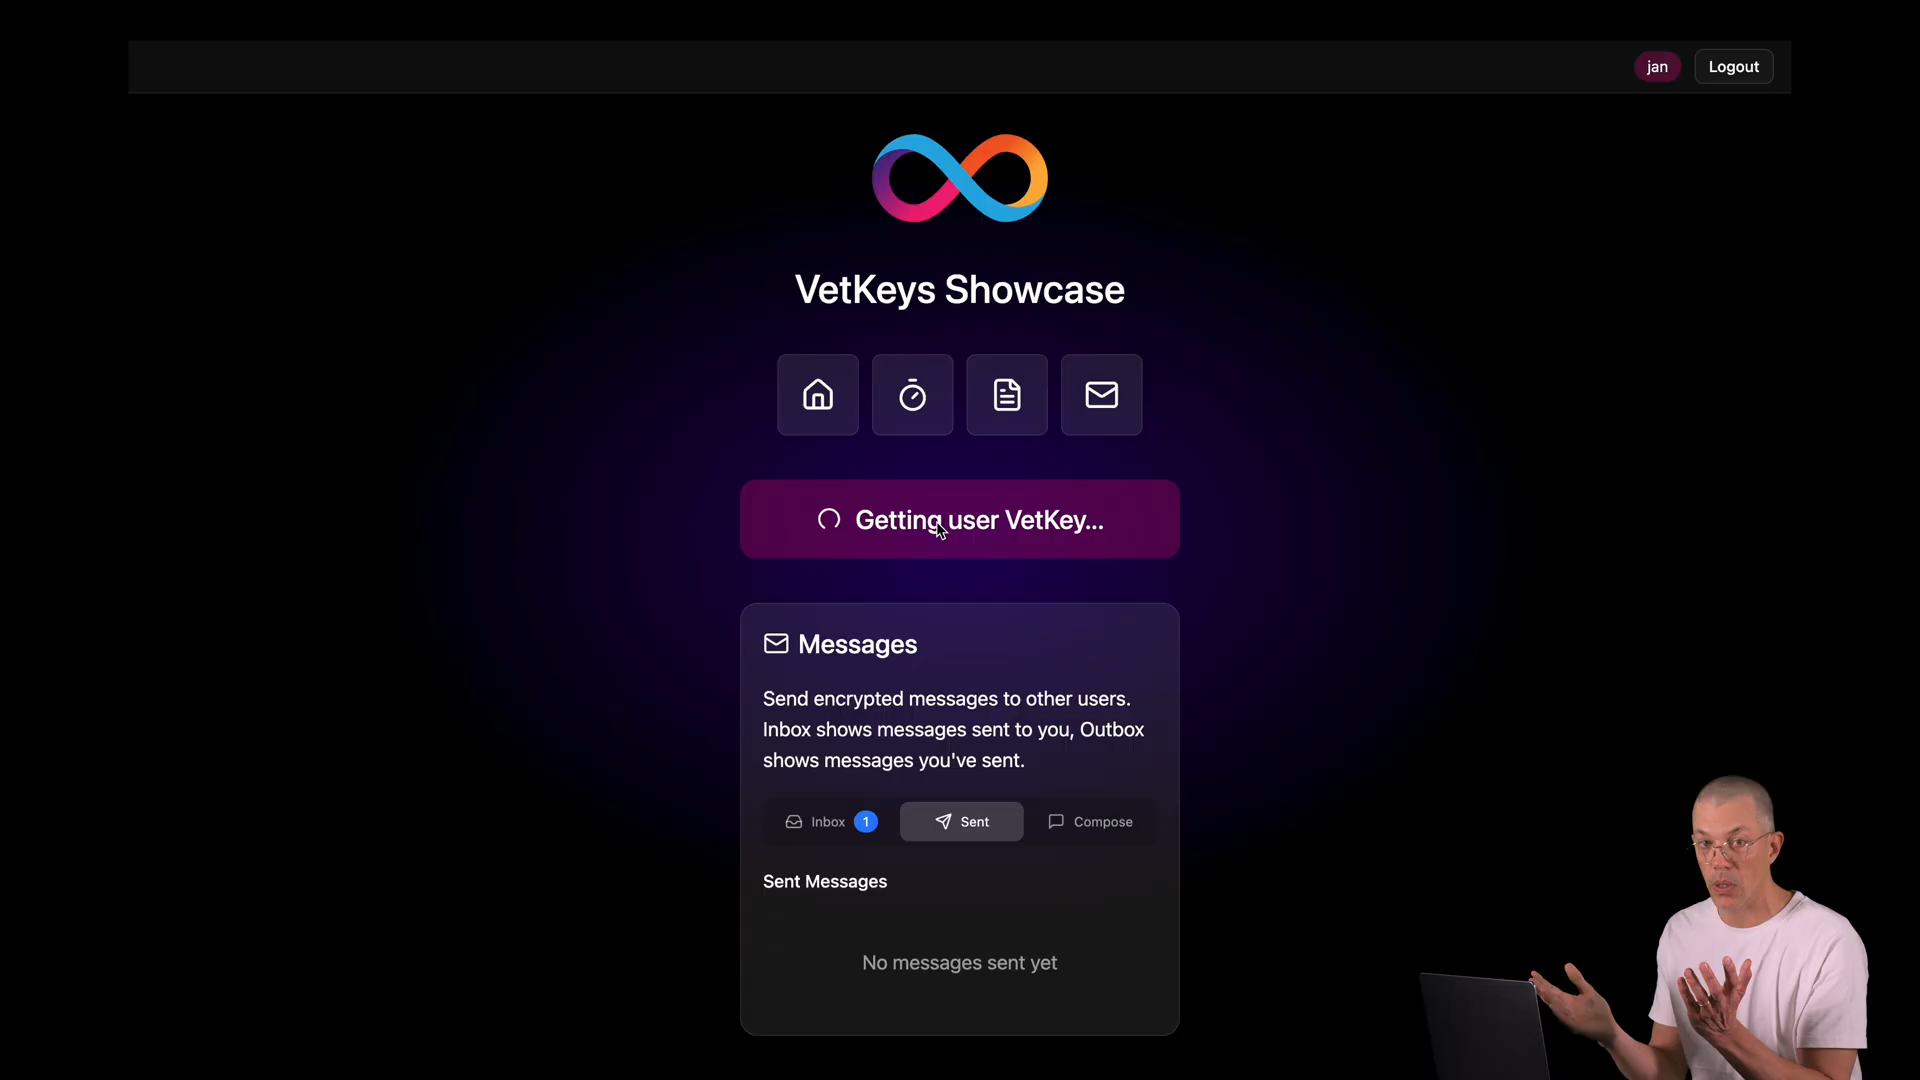 jan
Logout
VetKeys Showcase
Getting user VetKey...
Messages
Send encrypted messages to other users.
Inbox shows messages sent to you, Outbox
shows messages you've sent.
Inbox 1
Sent
Compose
Sent Messages
No messages sent yet